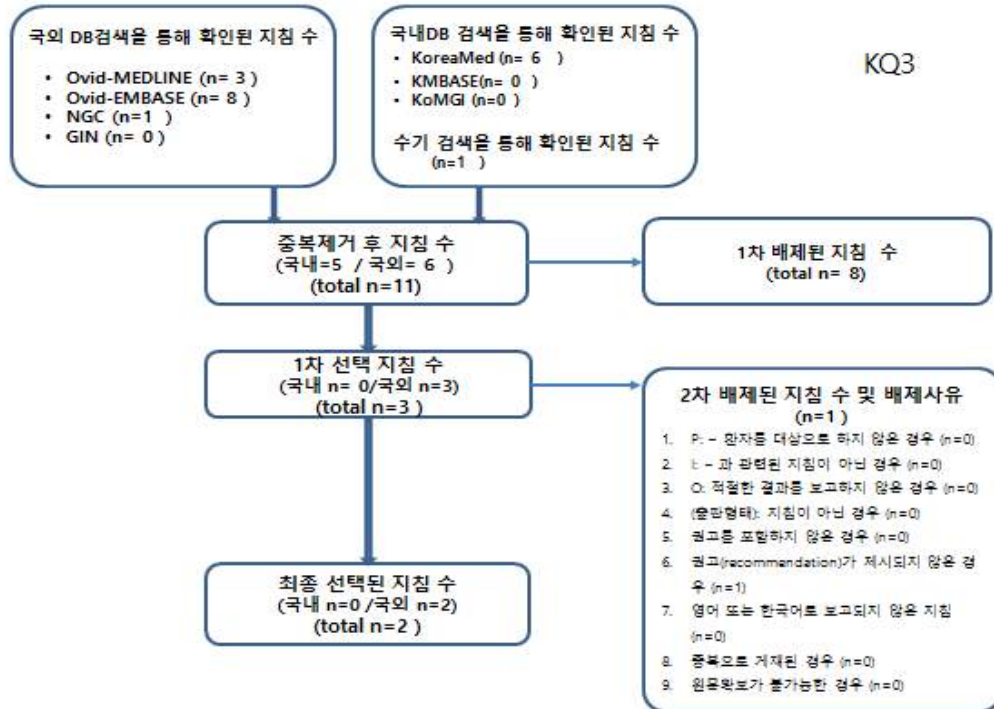 국외 DB검색을 통해 확인된 지침 수
• Ovid-MEDLINE (n= 3 )
• Ovid-EMBASE (n= 8 )
• NGC (n=1 )
• GIN (n= 0 )
국내DB 검색을 통해 확인된 지침 수
• KoreaMed (n= 6 )
• KMBASE(n= 0 )
• KoMGI (n=0 )
수기 검색을 통해 확인된 지침 수
(n=1 )
KQ3
중복제거 후 지침 수
(국내=5 / 국외= 6 )
(total n=11)
1차 배제된 지침 수
(total n= 8)
1차 선택 지침 수
(국내 n= 0/국외 n=3)
(total n=3 )
2차 배제된 지침 수 및 배제사유
(n=1 )
1. P: – 환자를 대상으로 하지 않은 경우 (n=0)
2. I: – 과 관련된 지침이 아닌 경우 (n=0)
3. O: 적절한 결과를 보고하지 않은 경우 (n=0)
4. (출판형태): 지침이 아닌 경우 (n=0)
5. 권고를 포함하지 않은 경우 (n=0)
6. 권고(recommendation)가 제시되지 않은 경
우 (n=1)
7. 영어 또는 한국어로 보고되지 않은 지침
(n=0)
8. 중복으로 게재된 경우 (n=0)
9. 원문확보가 불가능한 경우 (n=0)
최종 선택된 지침 수
(국내 n=0 /국외 n=2)
(total n=2 )